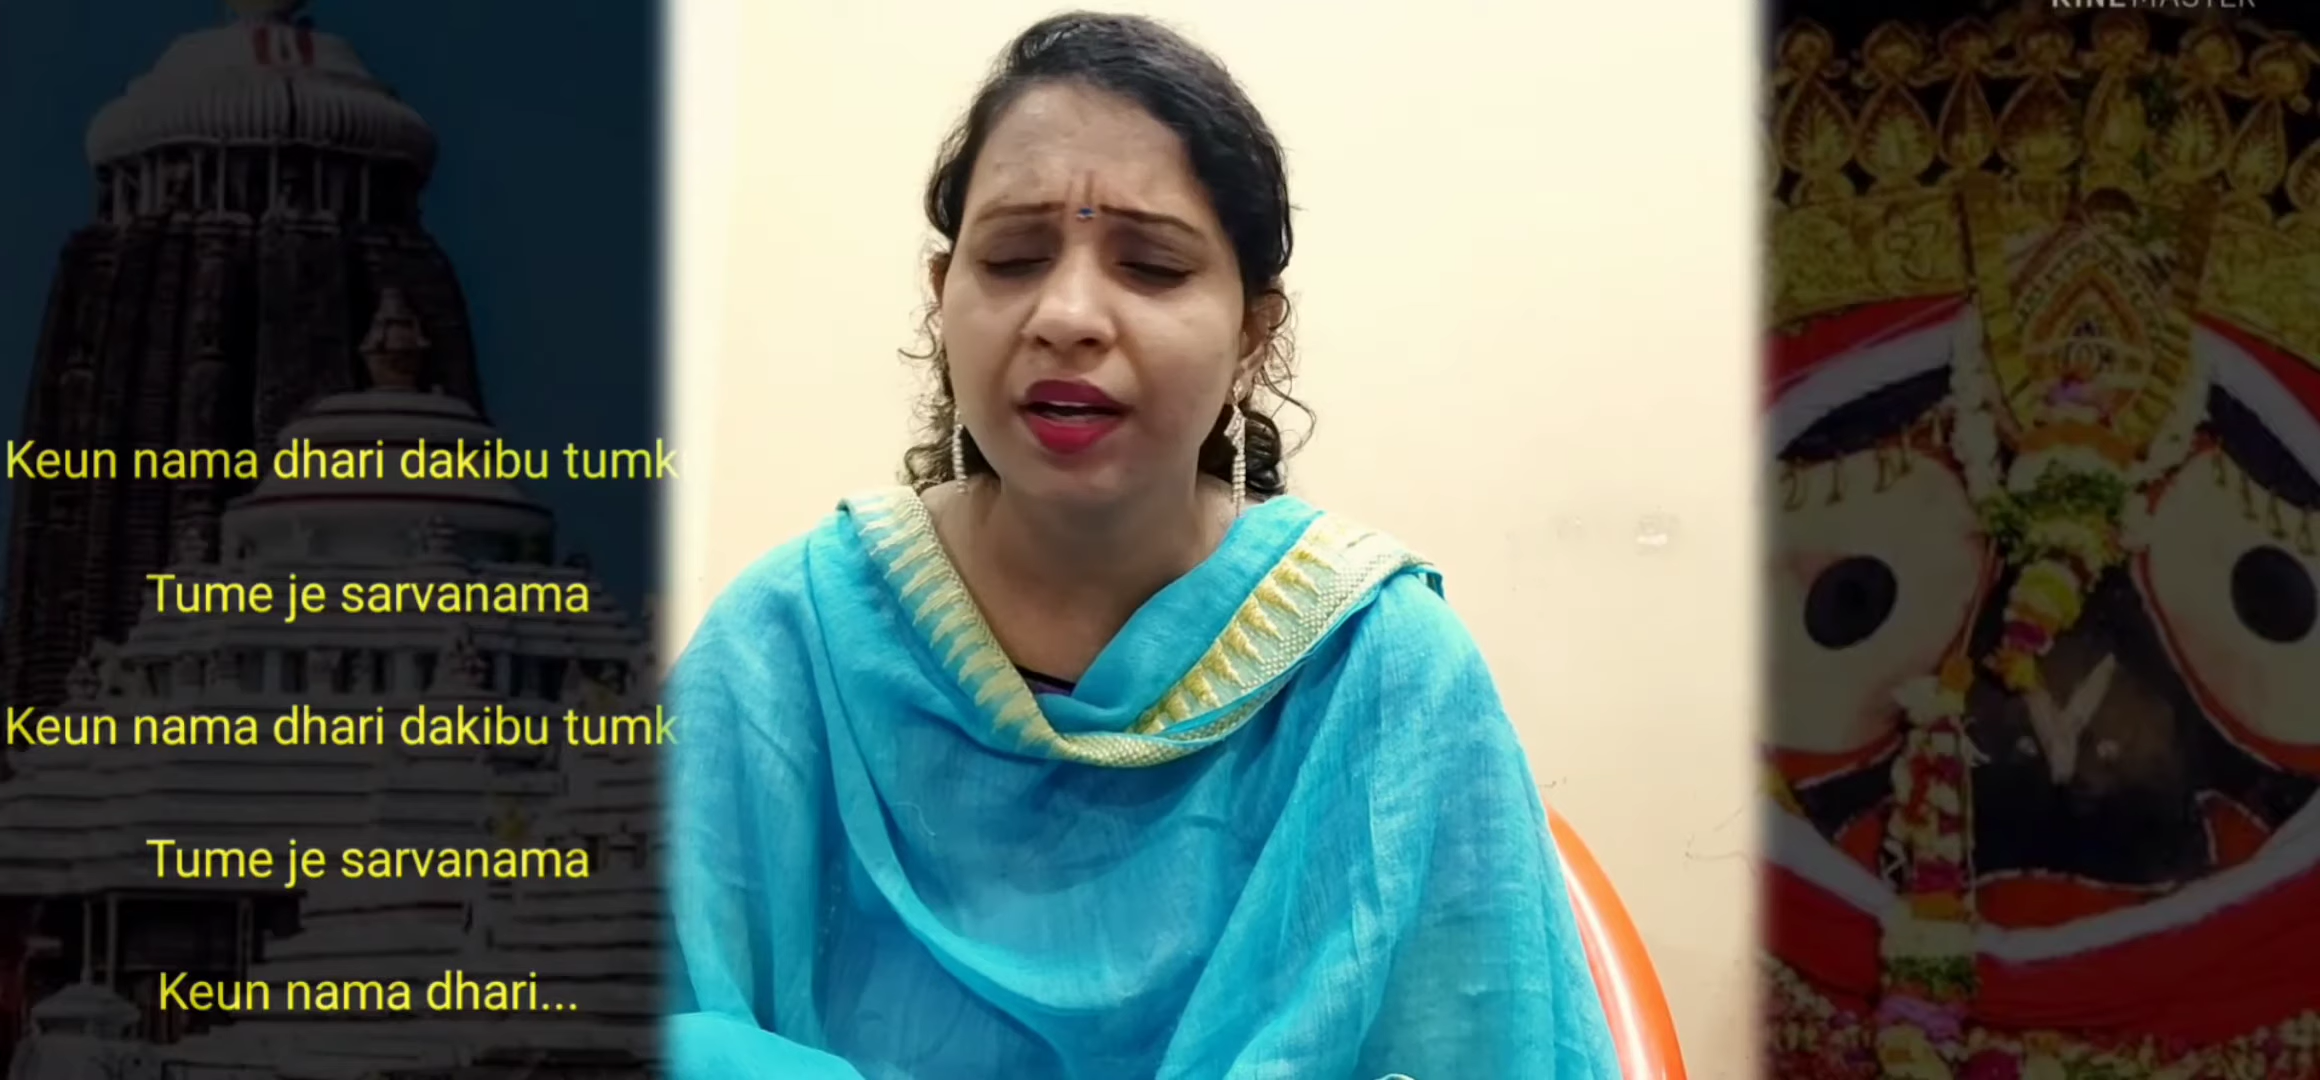 KINEMASTER
Keun nama dhari dakibu tumk
Tume je sarvanama
Keun nama dhari dakibu tumk
Tume je sarvanama
Keun nama dhari...